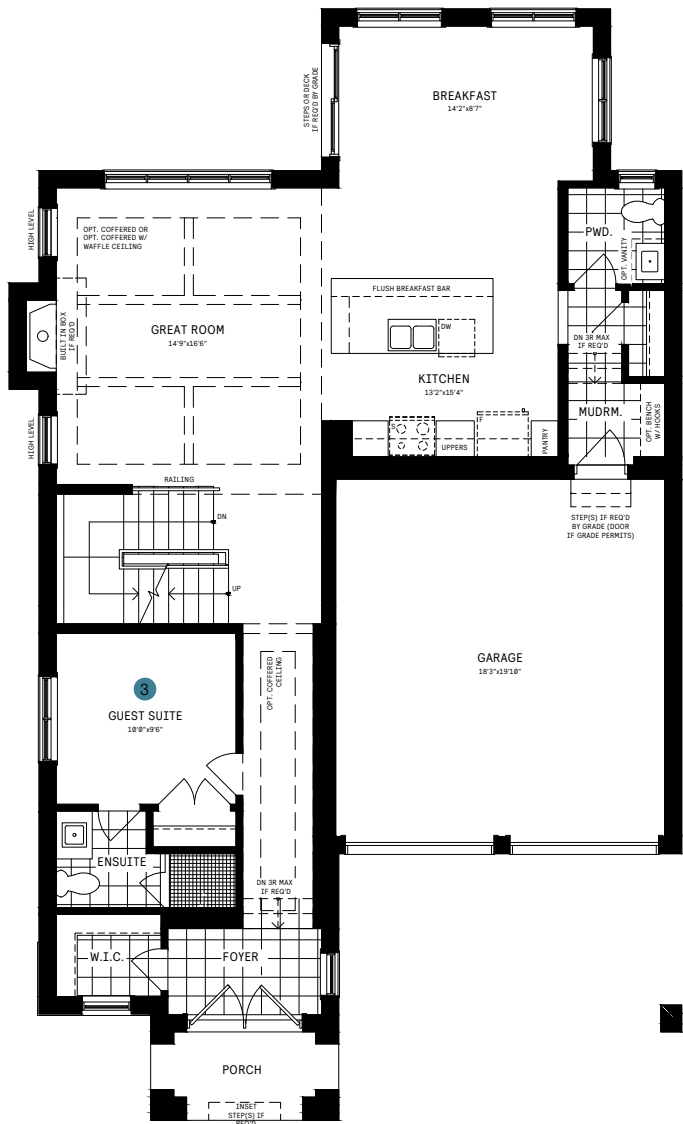 BREAKFAST
14'2"x8'7"
STEPS OR DECK
IF REQ'D BY GRADE
HIGH LEVEL
OPT. COFFERED OR
OPT. COFFERED W/
WAFFLE CEILING
PWD.
OPT. VANITY
FLUSH BREAKFAST BAR
DW
BUILT IN BOX
IF REQ'D
GREAT ROOM
14'9"x16'6"
DN 3R MAX
IF REQ'D
KITCHEN
13'2"x15'4"
MUDRM.
OPT. BENCH
W/ HOOKS
HIGH LEVEL
S
UPPERS
F
PANTRY
RAILING
DN
STEP(S) IF REQ'D
BY GRADE (DOOR
IF GRADE PERMITS)
UP
OPT. COFFERED
CEILING
GARAGE
18'3"x19'10"
3
GUEST SUITE
10'0"x9'6"
ENSUITE
DN 3R MAX
IF REQ'D
W.I.C.
FOYER
PORCH
INSET
STEP(S) IF
REQ'D